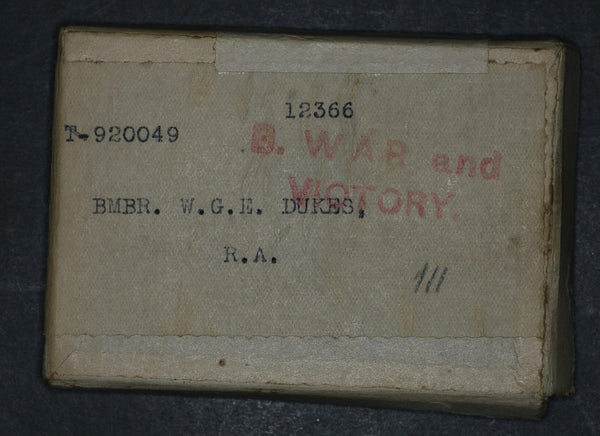 12366
T-920049
B. WAR and
VICTORY.
BMBR. W.G.E. DUKES,
R.A.
111